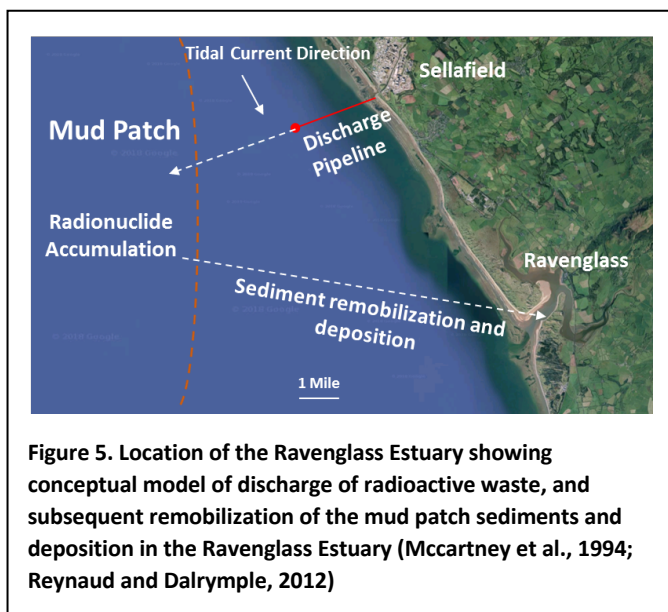 Tidal Current Direction
Sellafield
Mud Patch
Discharge
Pipeline
Radionuclide
Accumulation
Ravenglass
Sediment remobilization and
deposition
1 Mile
Figure 5. Location of the Ravenglass Estuary showing
conceptual model of discharge of radioactive waste, and
subsequent remobilization of the mud patch sediments and
deposition in the Ravenglass Estuary (Mccartney et al., 1994;
Reynaud and Dalrymple, 2012)